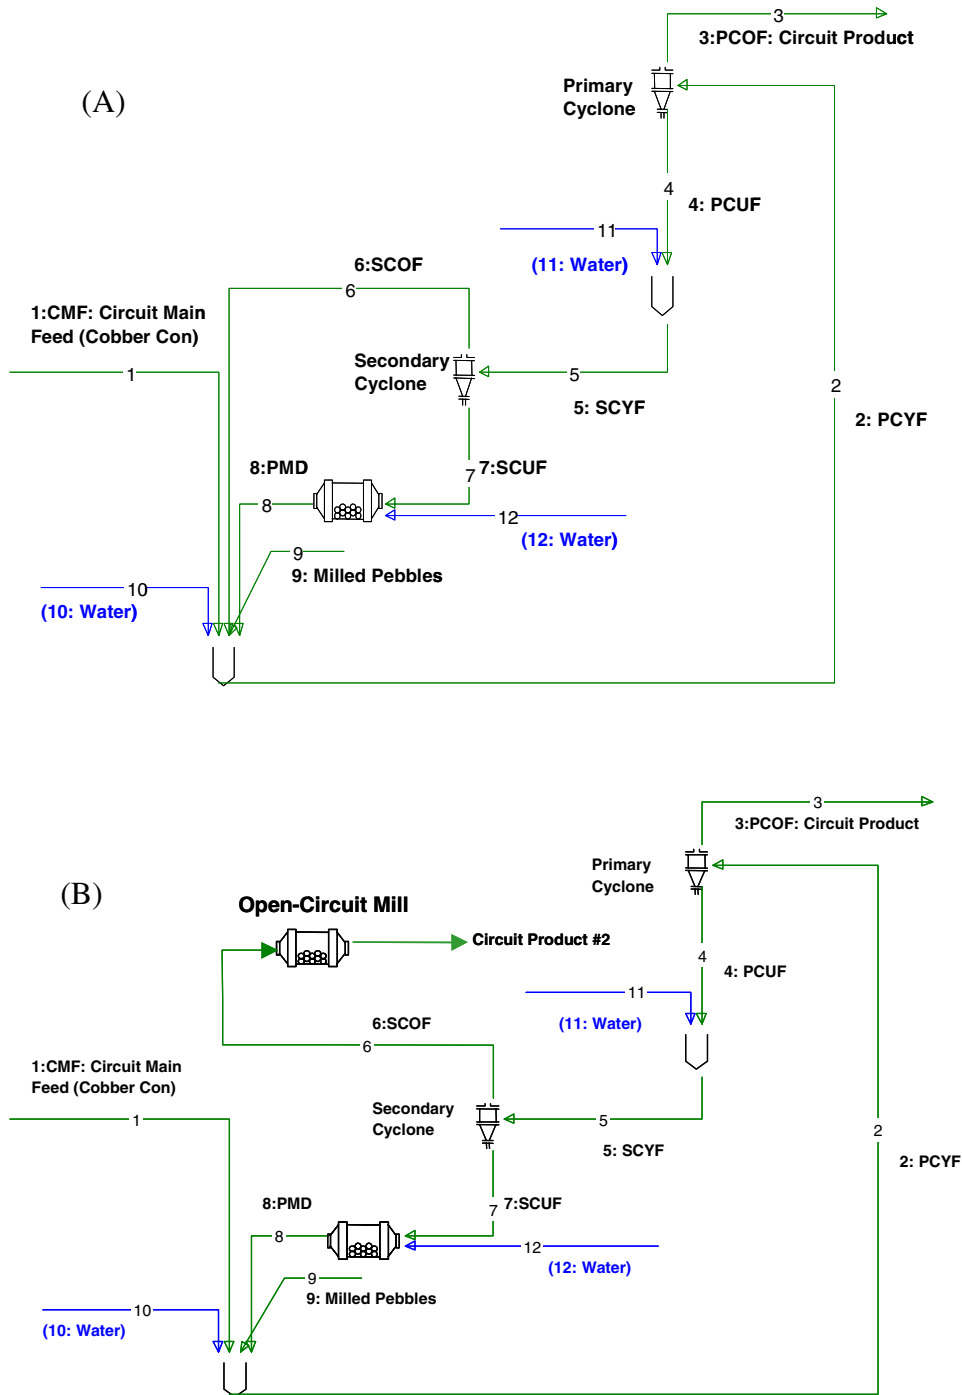 3
3:PCOF: Circuit Product
(A)
Primary
Cyclone
4
4: PCUF
11
(11: Water)
6:SCOF
6
1:CMF: Circuit Main
Feed (Cobber Con)
1
Secondary
Cyclone
5
5: SCYF
2
2: PCYF
8:PMD
7
7:SCUF
8
12
(12: Water)
9
9: Milled Pebbles
10
(10: Water)
3
3:PCOF: Circuit Product
Primary
Cyclone
(B)
Open-Circuit Mill
Circuit Product #2
4
4: PCUF
11
(11: Water)
6:SCOF
6
1:CMF: Circuit Main
Feed (Cobber Con)
1
Secondary
Cyclone
5
5: SCYF
2
2: PCYF
8:PMD
7
7:SCUF
8
12
(12: Water)
9
9: Milled Pebbles
10
(10: Water)